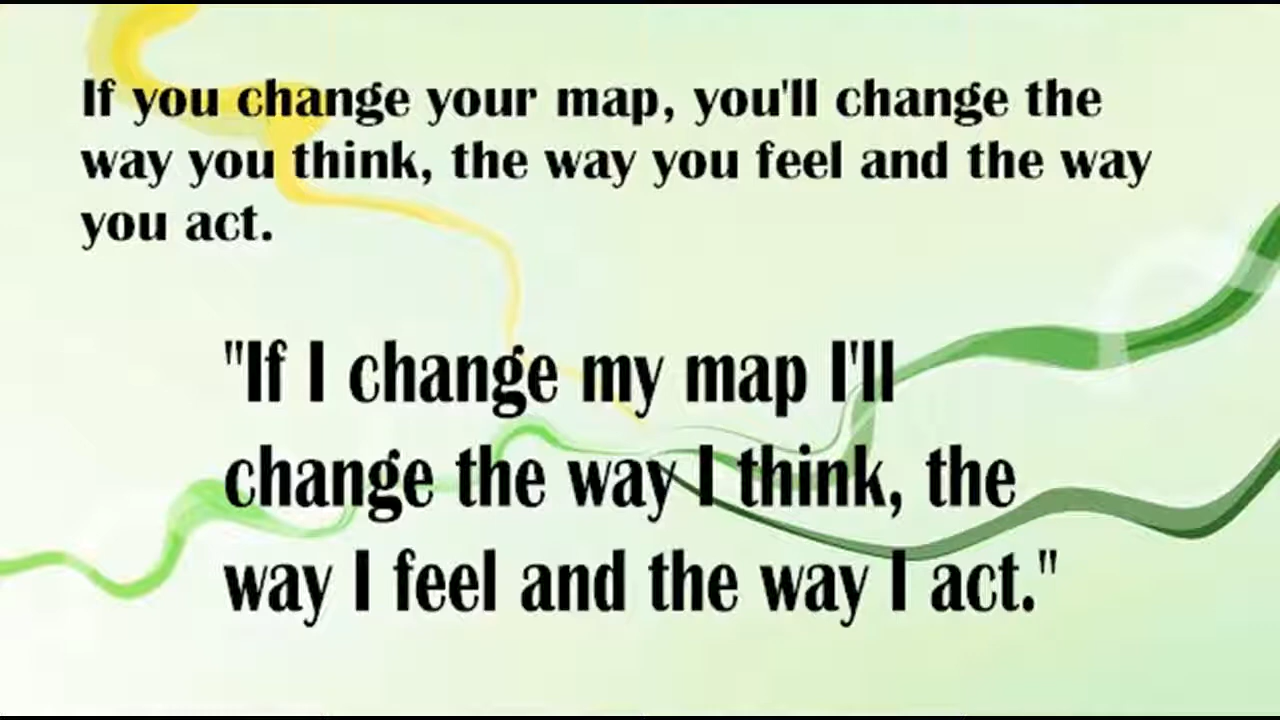 If you change your map, you'll change the
way you think, the way you feel and the way
you act.
"If I change my map I'll
change the way I think, the
way I feel and the way I act."